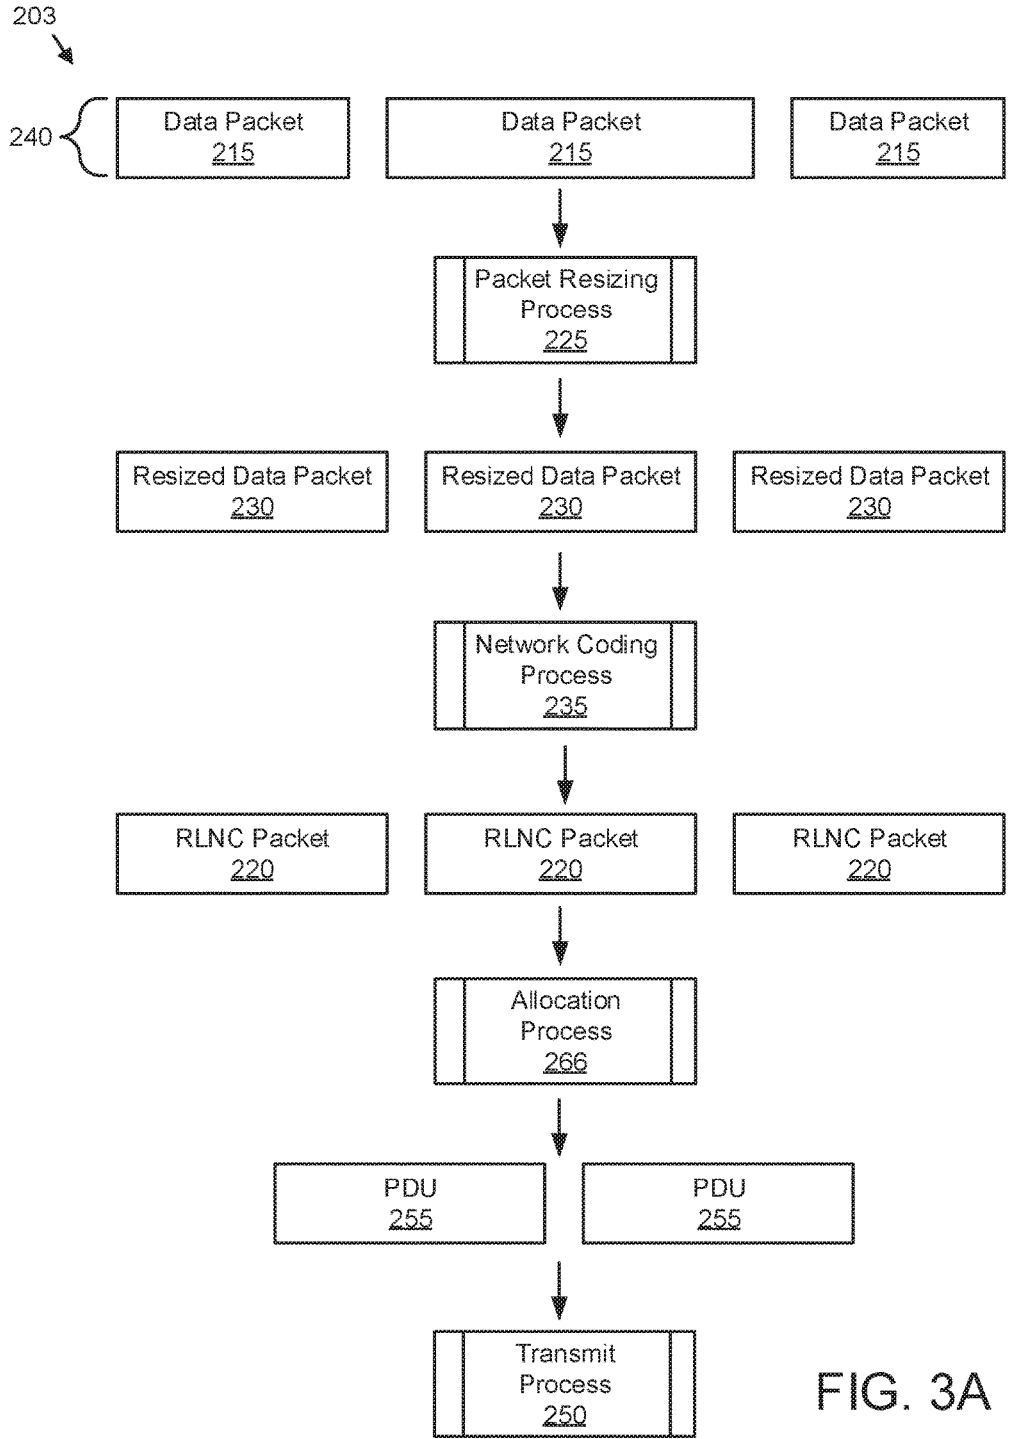 203
240
Data Packet
215
Data Packet
215
Data Packet
215
Packet Resizing
Process
225
Resized Data Packet
230
Resized Data Packet
230
Resized Data Packet
230
Network Coding
Process
235
RLNC Packet
220
RLNC Packet
220
RLNC Packet
220
Allocation
Process
266
PDU
255
PDU
255
Transmit
Process
250
FIG. 3A